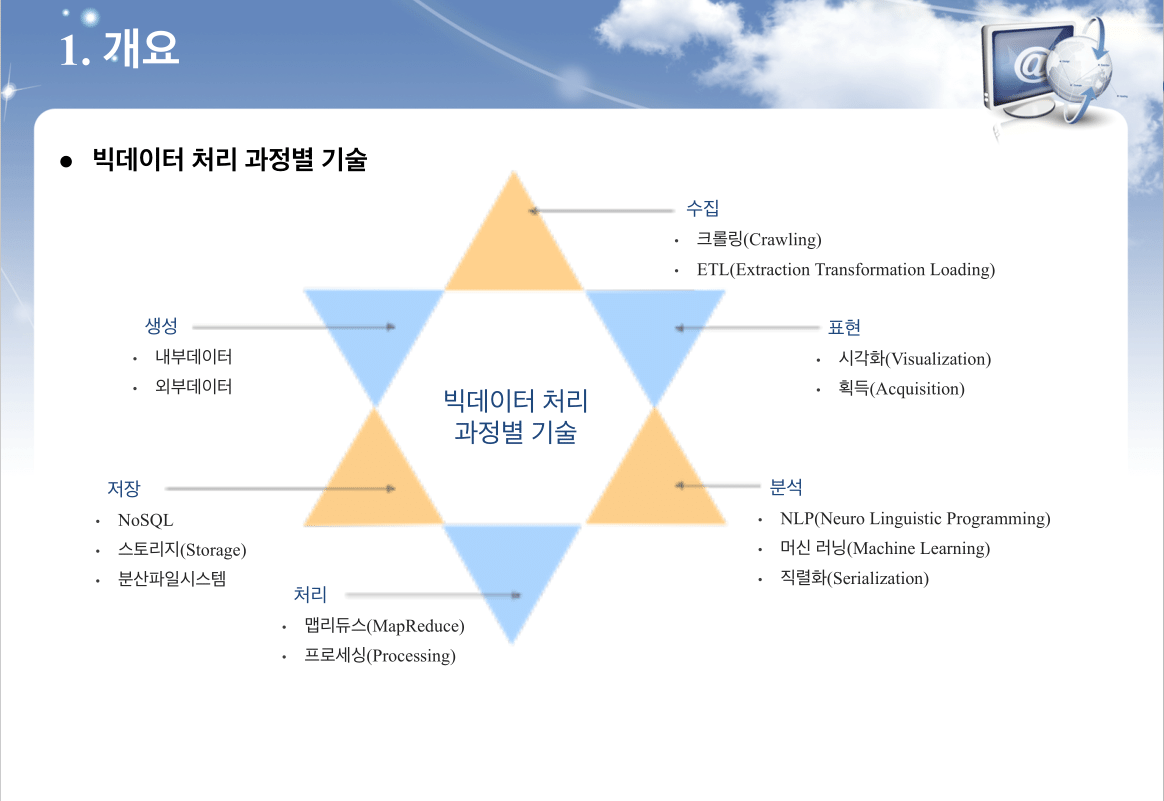 1. 개요
● 빅데이터 처리 과정별 기술
수집
• 크롤링(Crawling)
• ETL(Extraction Transformation Loading)
생성
• 내부데이터
• 외부데이터
표현
• 시각화(Visualization)
• 획득(Acquisition)
빅데이터 처리
과정별 기술
저장
• NoSQL
• 스토리지(Storage)
• 분산파일시스템
분석
• NLP(Neuro Linguistic Programming)
• 머신 러닝(Machine Learning)
• 직렬화(Serialization)
처리
• 맵리듀스(MapReduce)
• 프로세싱(Processing)
@